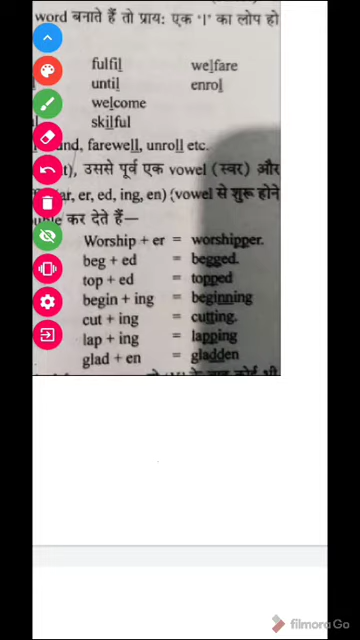 word बनाते हैं तो प्राय: एक 'l' का लोप हो
fulfil welfare
until enrol
welcome
skilful
and, farewell, unroll etc.
t), उससे पूर्व एक vowel (स्वर) और
ar, er, ed, ing, en) (vowel से शुरू होने
कर देते हैं—
Worship + er = worshipper.
beg + ed = begged.
top + ed = topped
begin + ing = beginning
cut + ing = cutting.
lap + ing = lapping
glad + en = gladden
filmora Go